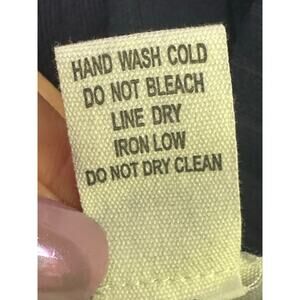 HAND WASH COLD
DO NOT BLEACH
LINE DRY
IRON LOW
DO NOT DRY CLEAN